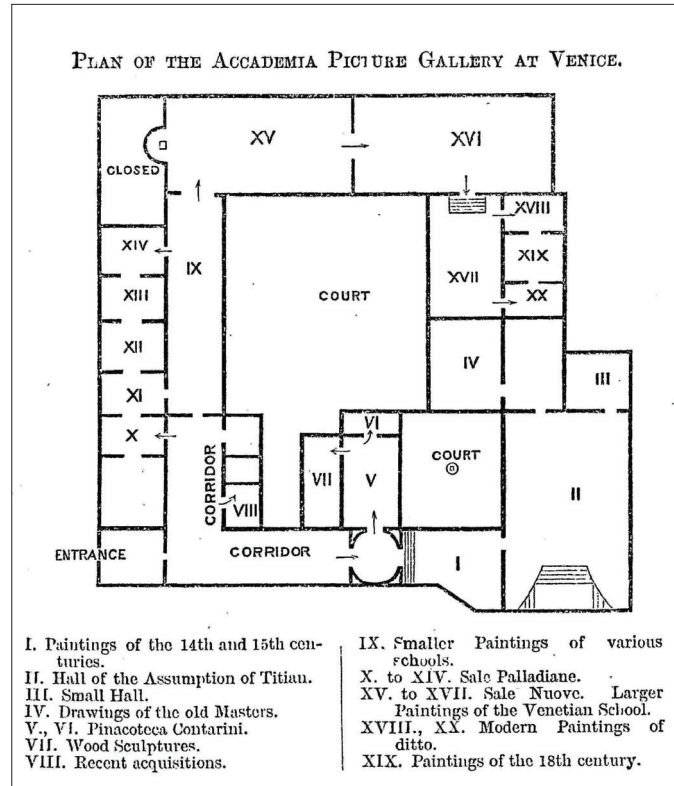 PLAN OF THE ACCADEMIA PICTURE GALLERY AT VENICE.
XV
XVI
CLOSED
XVIII
XIV
XIX
IX
XVII
XIII
COURT
XX
XII
IV
III
XI
VI
X
COURT
CORRIDOR
VII
V
II
VIII
ENTRANCE
CORRIDOR
I
I. Paintings of the 14th and 15th cen-
turies.
II. Hall of the Assumption of Titian.
III. Small Hall.
IV. Drawings of the old Masters.
V., VI. Pinacoteca Contarini.
VII. Wood Sculptures.
VIII. Recent acquisitions.
IX. Smaller Paintings of various
schools.
X. to XIV. Sale Palladiane.
XV. to XVII. Sale Nuove. Larger
Paintings of the Venetian School.
XVIII., XX. Modern Paintings of
ditto.
XIX. Paintings of the 18th century.